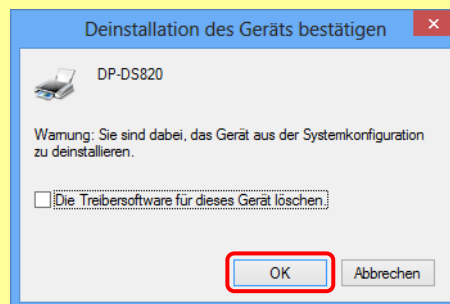 Deinstallation des Geräts bestätigen
DP-DS820
Warnung: Sie sind dabei, das Gerät aus der Systemkonfiguration
zu deinstallieren.
Die Treibersoftware für dieses Gerät löschen.
OK
Abbrechen